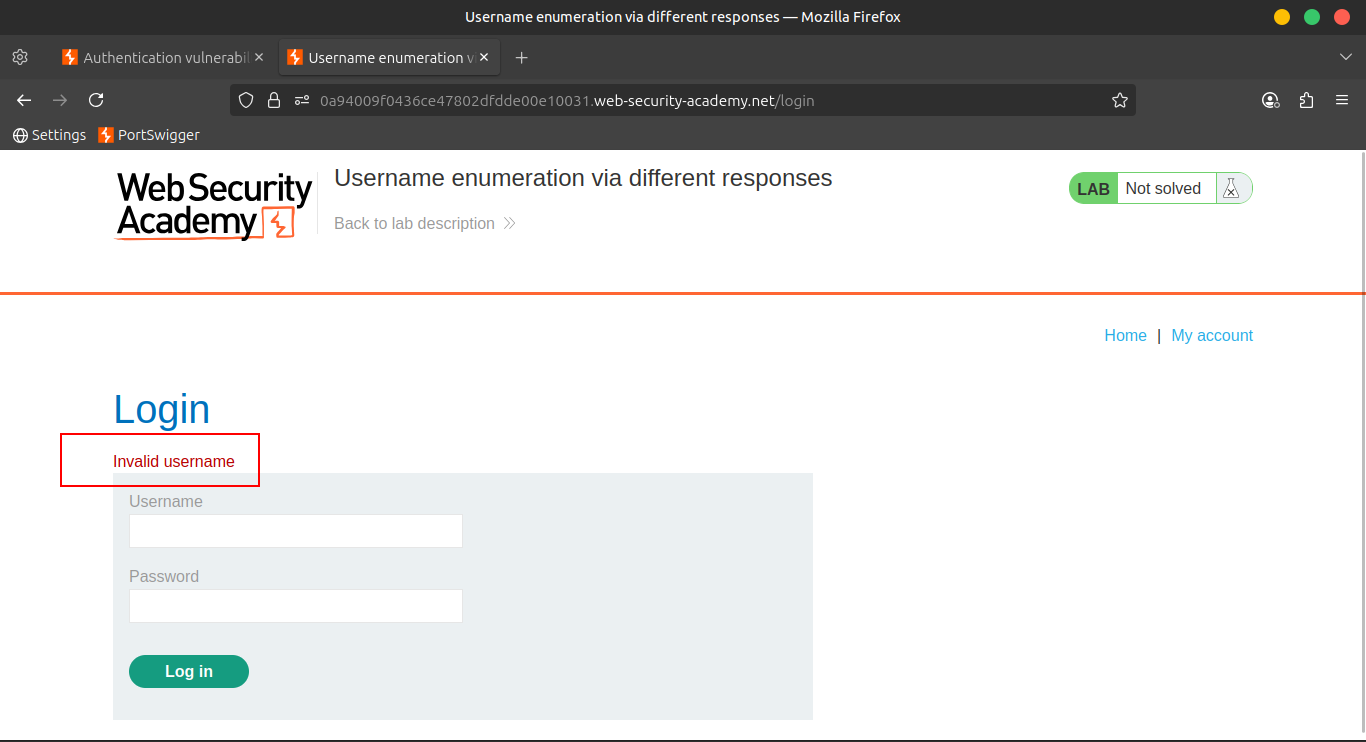 Username enumeration via different responses — Mozilla Firefox
Authentication vulnerabil
Username enumeration v
0a94009f0436ce47802dfdde00e10031.web-security-academy.net/login
Settings PortSwigger
Web Security
Academy
Username enumeration via different responses
Back to lab description
LAB Not solved
Home | My account
Login
Invalid username
Username
Password
Log in